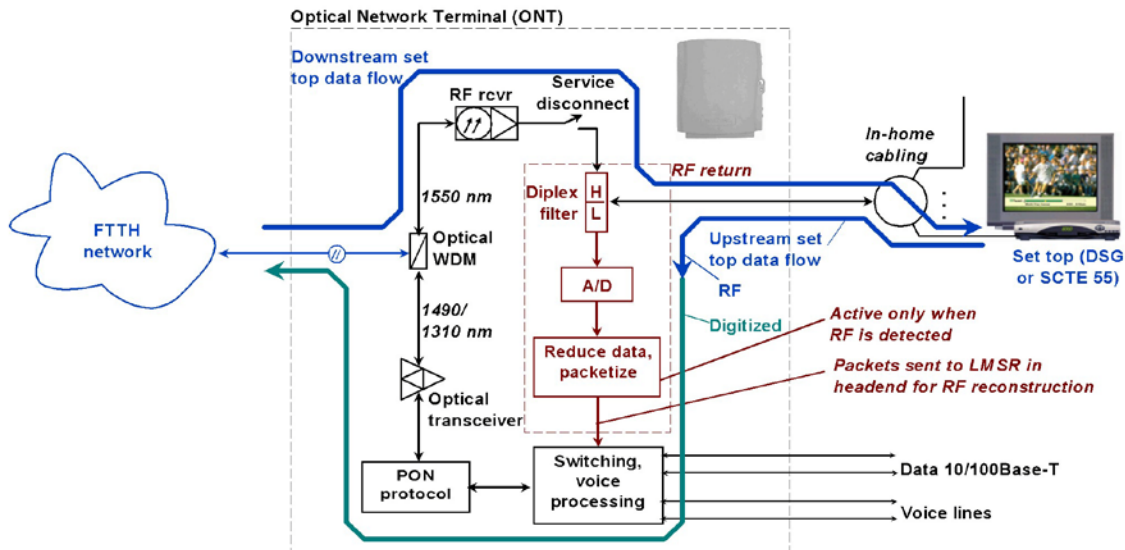 Optical Network Terminal (ONT)
Downstream set
top data flow
RF rcvr
Service
disconnect
In-home
cabling
RF return
Diplex
filter
H
L
1550 nm
FTTH
network
Optical
WDM
Upstream set
top data flow
Set top (DSG
or SCTE 55)
A/D
RF
1490/
1310 nm
Digitized
Active only when
RF is detected
Reduce data,
packetize
Packets sent to LMSR in
headend for RF reconstruction
Optical
transceiver
PON
protocol
Switching,
voice
processing
Data 10/100Base-T
Voice lines